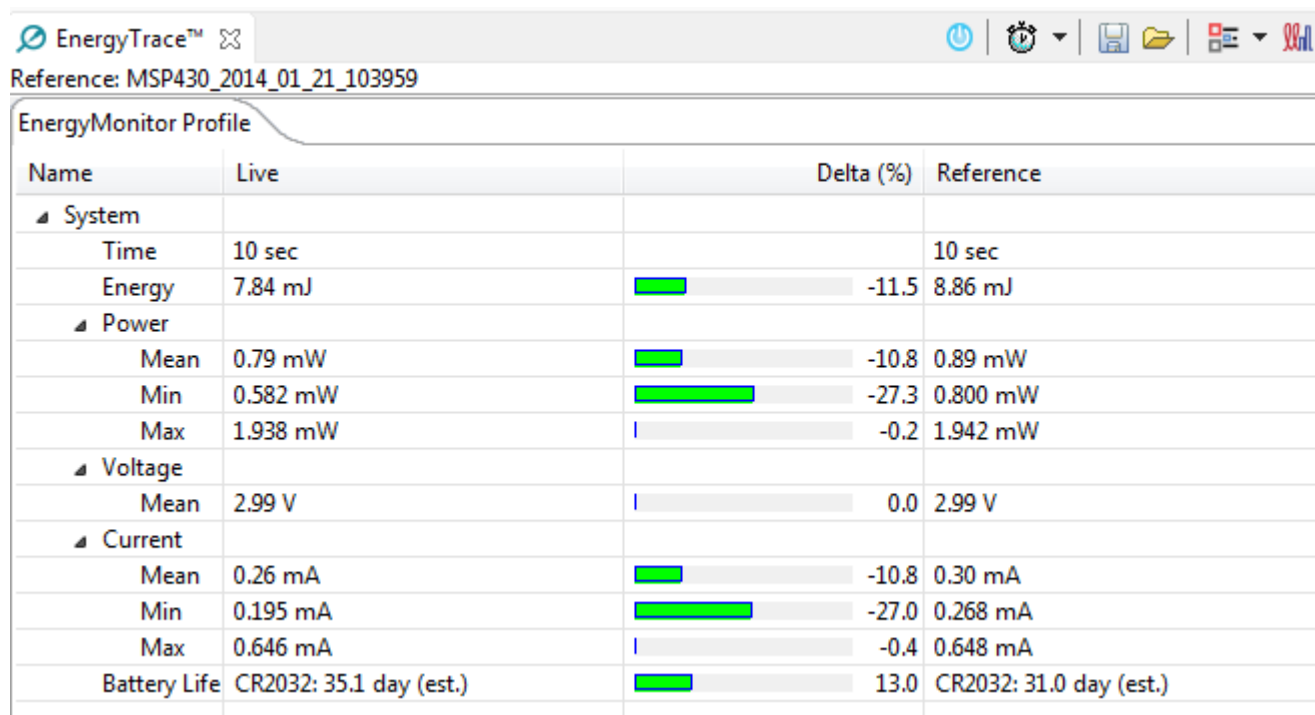 EnergyTrace™
Reference: MSP430_2014_01_21_103959
EnergyMonitor Profile
Name Live Delta (%) Reference
System
Time 10 sec 10 sec
Energy 7.84 mJ -11.5 8.86 mJ
Power
Mean 0.79 mW -10.8 0.89 mW
Min 0.582 mW -27.3 0.800 mW
Max 1.938 mW -0.2 1.942 mW
Voltage
Mean 2.99 V 0.0 2.99 V
Current
Mean 0.26 mA -10.8 0.30 mA
Min 0.195 mA -27.0 0.268 mA
Max 0.646 mA -0.4 0.648 mA
Battery Life CR2032: 35.1 day (est.) 13.0 CR2032: 31.0 day (est.)